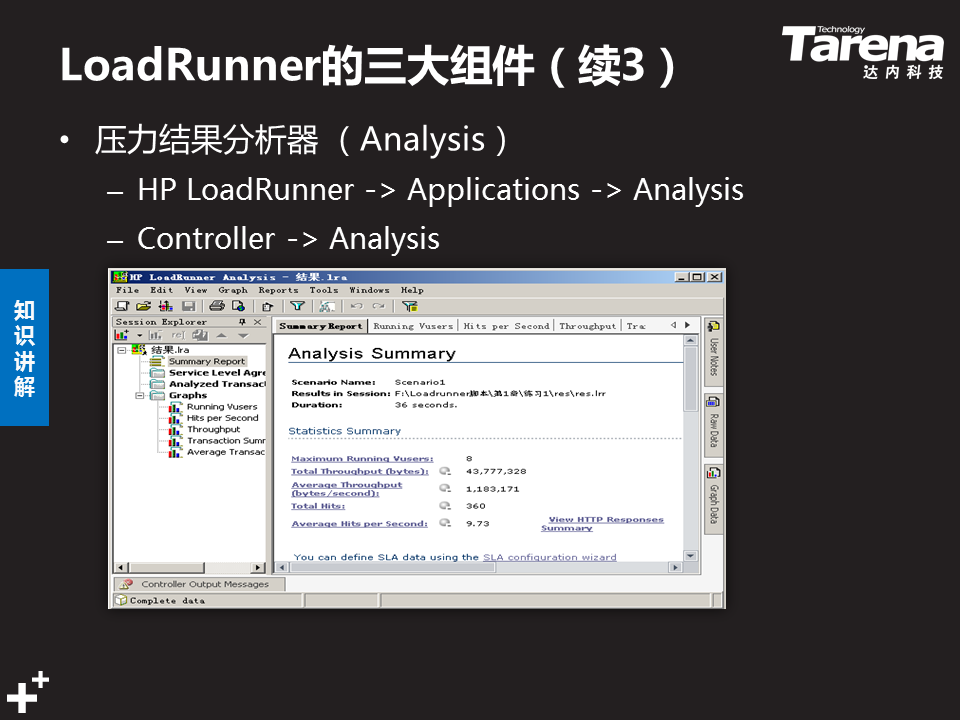 LoadRunner的三大组件（续3）
Technology
Tarena
达内科技
• 压力结果分析器 （Analysis）
– HP LoadRunner -> Applications -> Analysis
– Controller -> Analysis
知识讲解
HP LoadRunner Analysis - 结果.lra
File Edit View Graph Reports Tools Windows Help
Session Explorer
结果.lra
Summary Report
Service Level Agre
Analyzed Transact
Graphs
Running Vusers
Hits per Second
Throughput
Transaction Summ
Average Transac
Summary Report Running Vusers Hits per Second Throughput Tra
Analysis Summary
Scenario Name: Scenario1
Results in Session: F:\Loadrunner脚本\第1章\练习1\res\res.lrr
Duration: 36 seconds.
Statistics Summary
Maximum Running Vusers: 8
Total Throughput (bytes): 43,777,328
Average Throughput (bytes/second): 1,183,171
Total Hits: 360
Average Hits per Second: 9.73 View HTTP Responses Summary
You can define SLA data using the SLA configuration wizard
User Notes
Raw Data
Graph Data
Controller Output Messages
Complete data